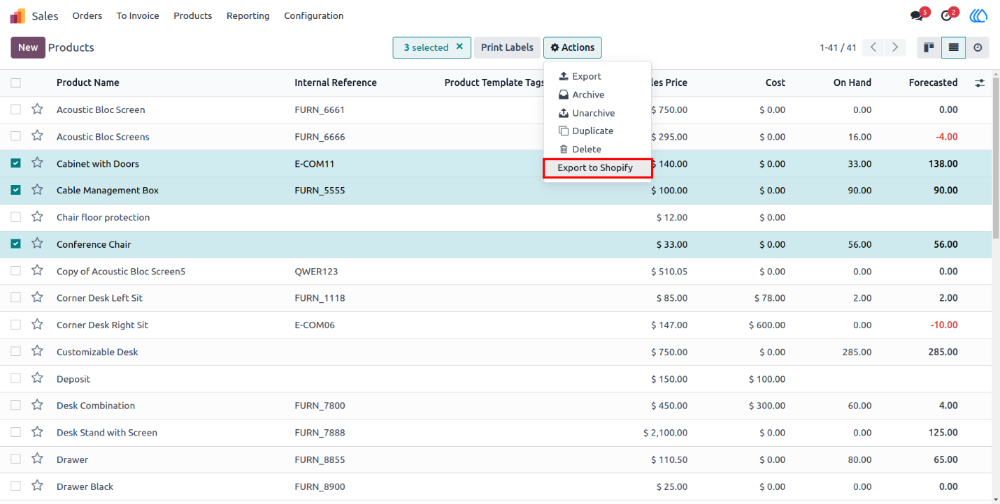 Sales Orders To Invoice Products Reporting Configuration 5 2
New Products 3 selected × Print Labels Actions 1-41 / 41
Export
Archive
Unarchive
Duplicate
Delete
Export to Shopify
Product Name Internal Reference Product Template Tags les Price Cost On Hand Forecasted
Acoustic Bloc Screen FURN_6661 $ 750.00 $ 0.00 0.00 0.00
Acoustic Bloc Screens FURN_6666 $ 295.00 $ 0.00 16.00 -4.00
Cabinet with Doors E-COM11 $ 140.00 $ 0.00 33.00 138.00
Cable Management Box FURN_5555 $ 100.00 $ 0.00 90.00 90.00
Chair floor protection $ 12.00 $ 0.00
Conference Chair $ 33.00 $ 0.00 56.00 56.00
Copy of Acoustic Bloc Screen5 QWER123 $ 510.05 $ 0.00 0.00 0.00
Corner Desk Left Sit FURN_1118 $ 85.00 $ 78.00 2.00 2.00
Corner Desk Right Sit E-COM06 $ 147.00 $ 600.00 0.00 -10.00
Customizable Desk $ 750.00 $ 0.00 285.00 285.00
Deposit $ 150.00 $ 100.00
Desk Combination FURN_7800 $ 450.00 $ 300.00 60.00 4.00
Desk Stand with Screen FURN_7888 $ 2,100.00 $ 0.00 0.00 125.00
Drawer FURN_8855 $ 110.50 $ 0.00 80.00 65.00
Drawer Black FURN_8900 $ 25.00 $ 0.00 0.00 0.00